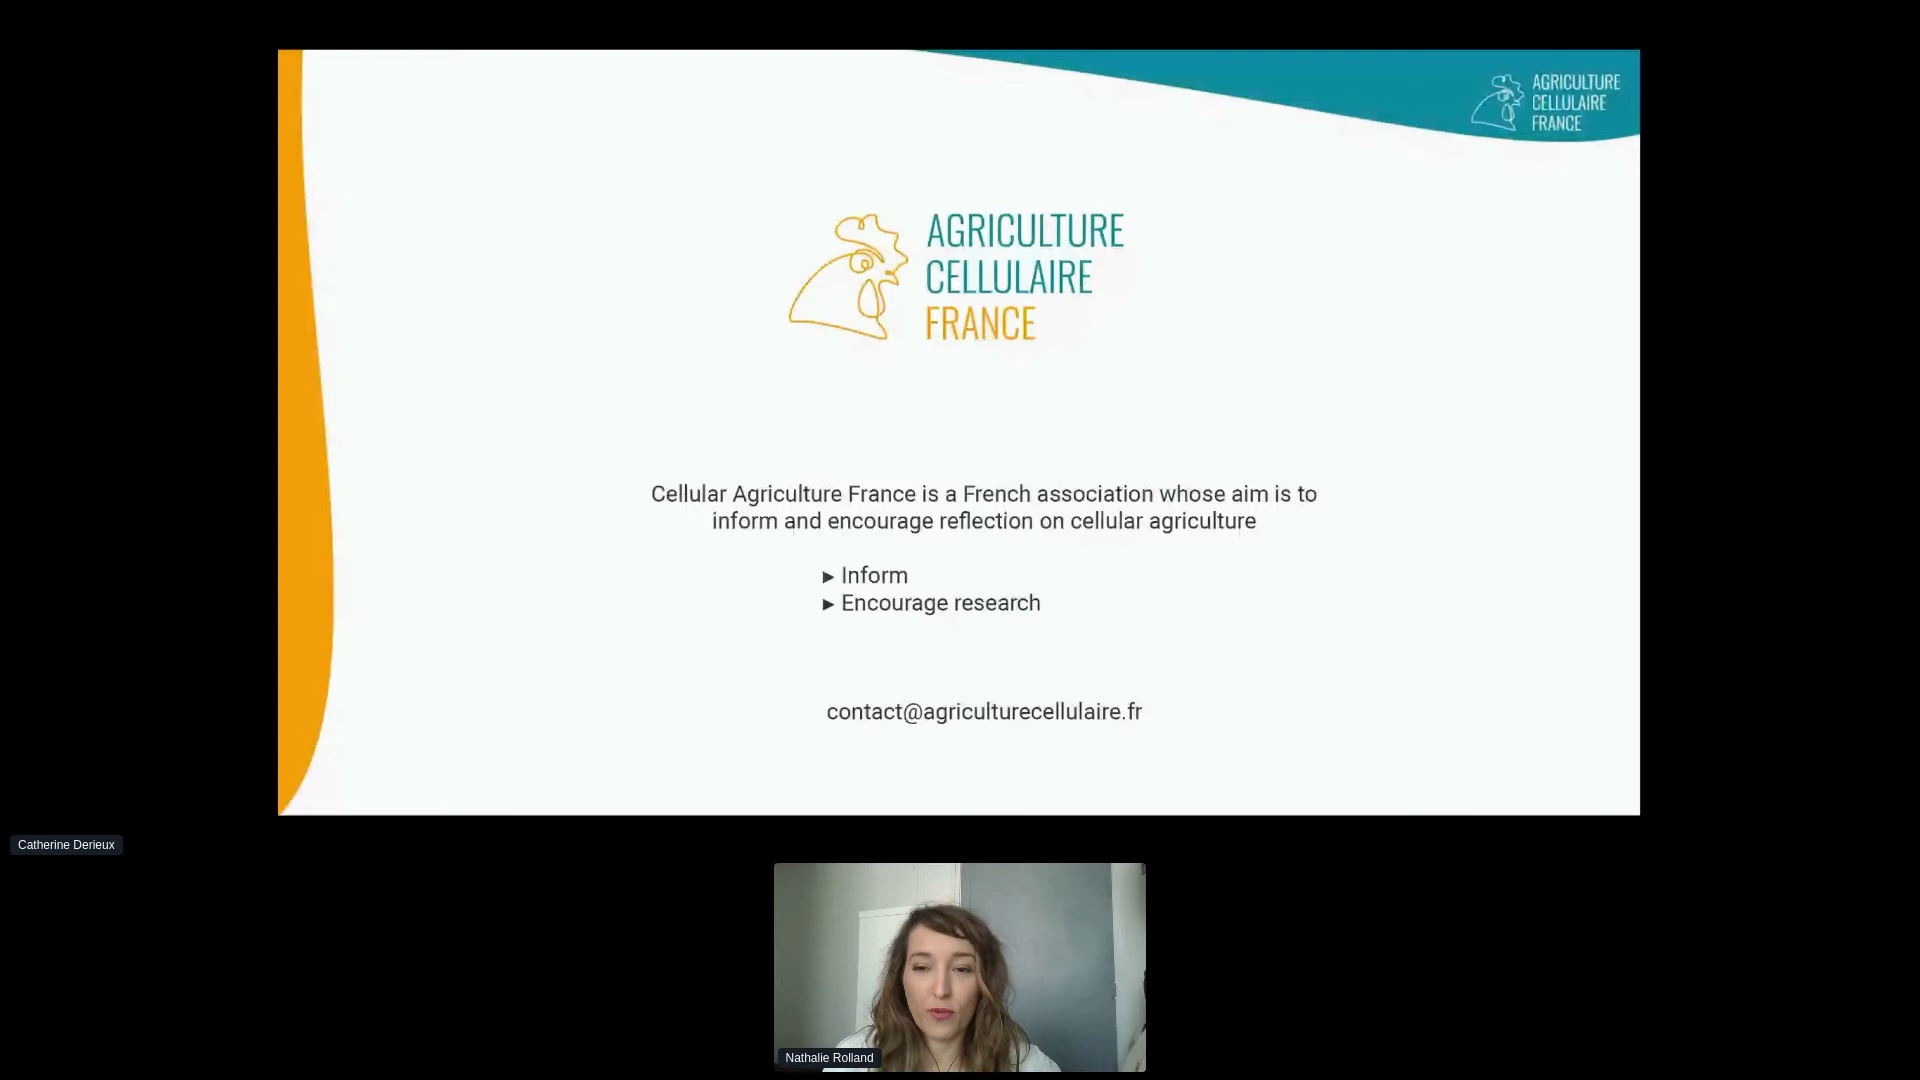 AGRICULTURE
CELLULAIRE
FRANCE
AGRICULTURE
CELLULAIRE
FRANCE
Cellular Agriculture France is a French association whose aim is to
inform and encourage reflection on cellular agriculture
► Inform
► Encourage research
contact@agriculturecellulaire.fr
Catherine Derieux
Nathalie Rolland